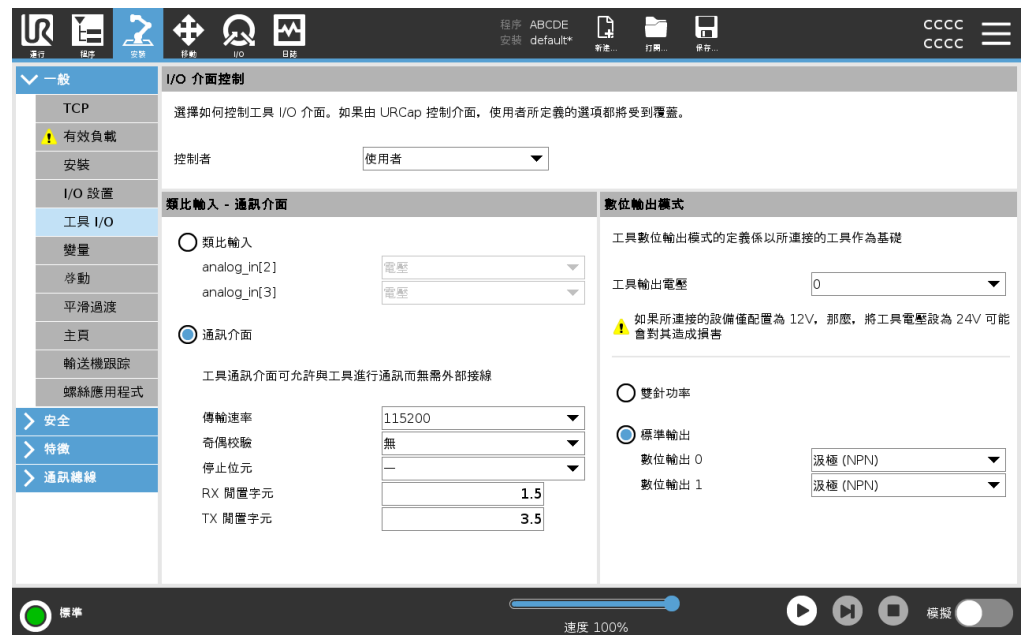 UR
運行
程序
安裝
移動
I/O
日誌
程序 ABCDE
安裝 default*
新建...
打開...
保存...
CCCC
CCCC
一般
TCP
有效負載
安裝
I/O 設置
工具 I/O
變量
啓動
平滑過渡
主頁
輸送機跟踪
螺絲應用程式
安全
特徵
通訊總線
I/O 介面控制
選擇如何控制工具 I/O 介面。如果由 URCap 控制介面，使用者所定義的選項都將受到覆蓋。
控制者 使用者
類比輸入 - 通訊介面
類比輸入
analog_in[2] 電壓
analog_in[3] 電壓
通訊介面
工具通訊介面可允許與工具進行通訊而無需外部接線
傳輸速率 115200
奇偶校驗 無
停止位元 一
RX 閒置字元 1.5
TX 閒置字元 3.5
數位輸出模式
工具數位輸出模式的定義係以所連接的工具作為基礎
工具輸出電壓 0
如果所連接的設備僅配置為 12V，那麼，將工具電壓設為 24V 可能
會對其造成損害
雙針功率
標準輸出
數位輸出 0 汲極 (NPN)
數位輸出 1 汲極 (NPN)
標準
速度 100%
模擬